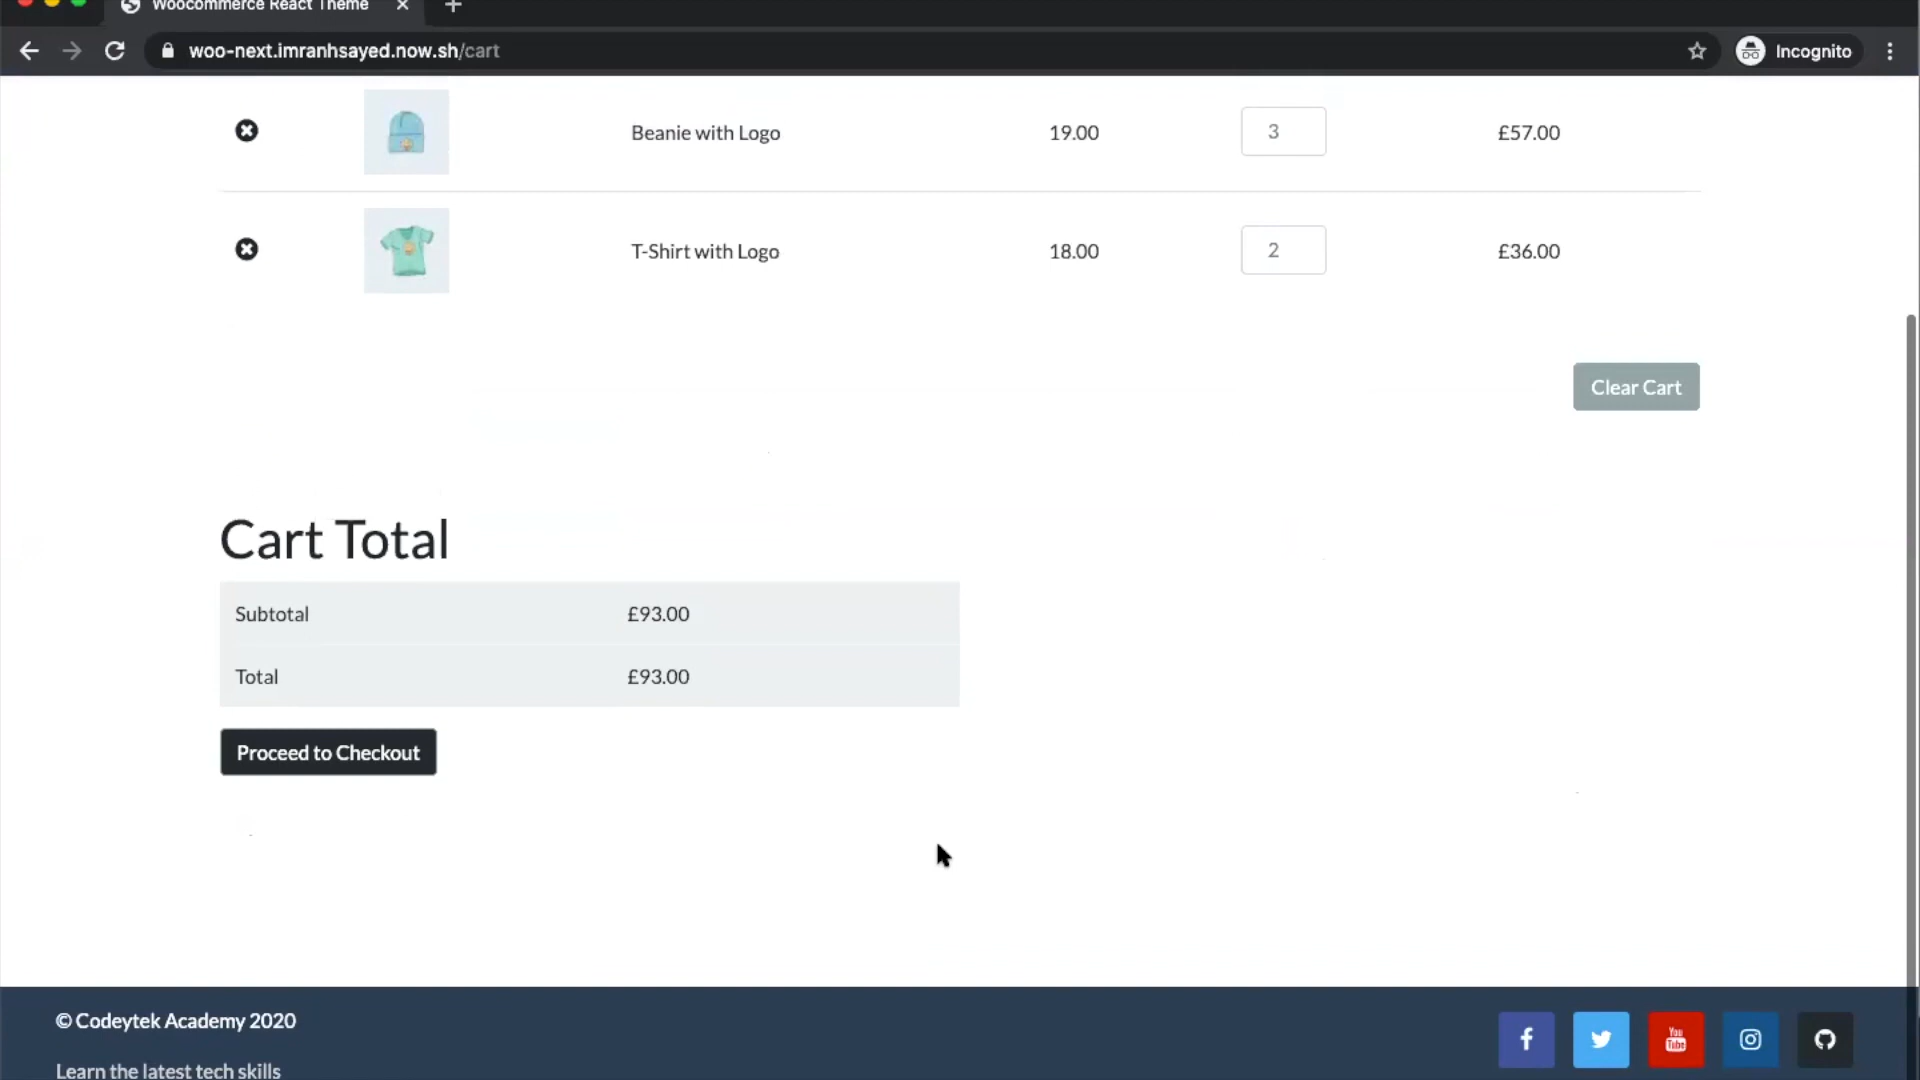 Woocommerce React Theme
woo-next.imranhsayed.now.sh/cart
Incognito
Beanie with Logo 19.00 3 £57.00
T-Shirt with Logo 18.00 2 £36.00
Clear Cart
Cart Total
Subtotal £93.00
Total £93.00
Proceed to Checkout
© Codeytek Academy 2020
Learn the latest tech skills
You
Tube